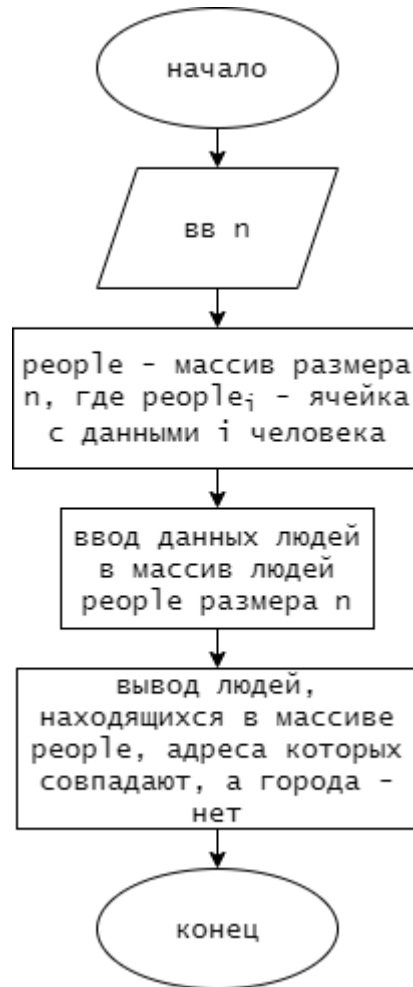 начало
вв n
people - массив размера
n, где peopleᵢ - ячейка
с данными i человека
ввод данных людей
в массив людей
people размера n
вывод людей,
находящихся в массиве
people, адреса которых
совпадают, а города -
нет
конец